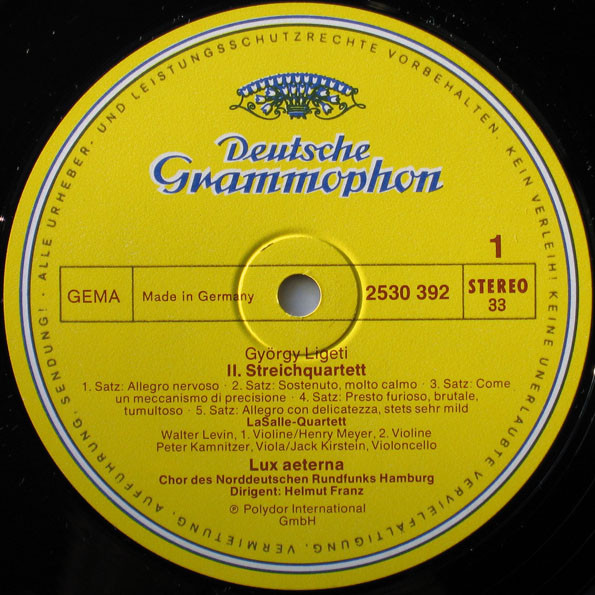 ALLE URHEBER- UND LEISTUNGSSCHUTZRECHTE VORBEHALTEN. KEIN VERLEIH! KEINE UNERLAUBTE VERVIELFÄLTIGUNG, VERMIETUNG, AUFFÜHRUNG, SENDUNG!
Deutsche
Grammophon
1
GEMA
Made in Germany
2530 392
STEREO
33
György Ligeti
II. Streichquartett
1. Satz: Allegro nervoso · 2. Satz: Sostenuto, molto calmo · 3. Satz: Come
un meccanismo di precisione · 4. Satz: Presto furioso, brutale,
tumultoso · 5. Satz: Allegro con delicatezza, stets sehr mild
LaSalle-Quartett
Walter Levin, 1. Violine/Henry Meyer, 2. Violine
Peter Kamnitzer, Viola/Jack Kirstein, Violoncello
Lux aeterna
Chor des Norddeutschen Rundfunks Hamburg
Dirigent: Helmut Franz
℗ Polydor International
GmbH